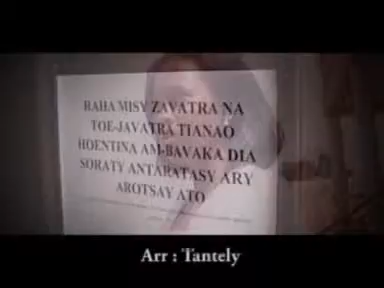 RAHA MISY ZAVATRA NA
TOE-JAVATRA TIANAO
HOENTINA AM-BAVAKA DIA
SORATY ANTARATASY ARY
AROTSAY ATO
Arr : Tantely